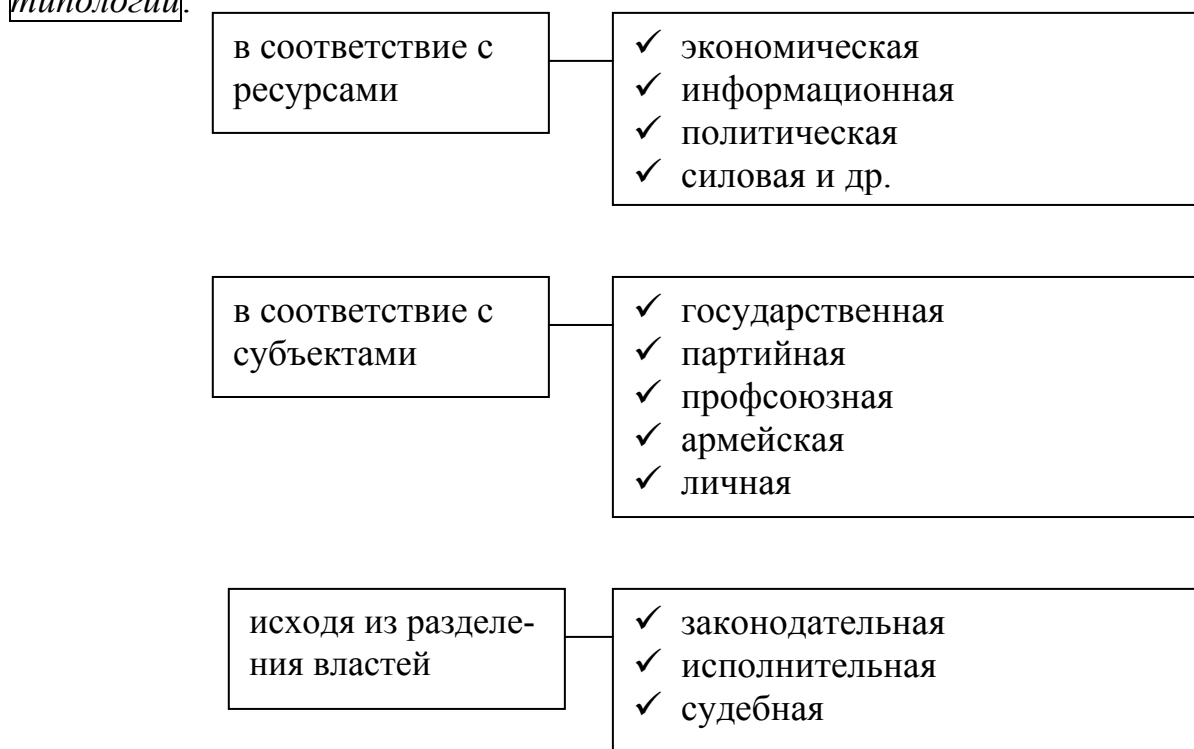 типологии.
в соответствие с
ресурсами
✓ экономическая
✓ информационная
✓ политическая
✓ силовая и др.
в соответствие с
субъектами
✓ государственная
✓ партийная
✓ профсоюзная
✓ армейская
✓ личная
исходя из разделе-
ния властей
✓ законодательная
✓ исполнительная
✓ судебная